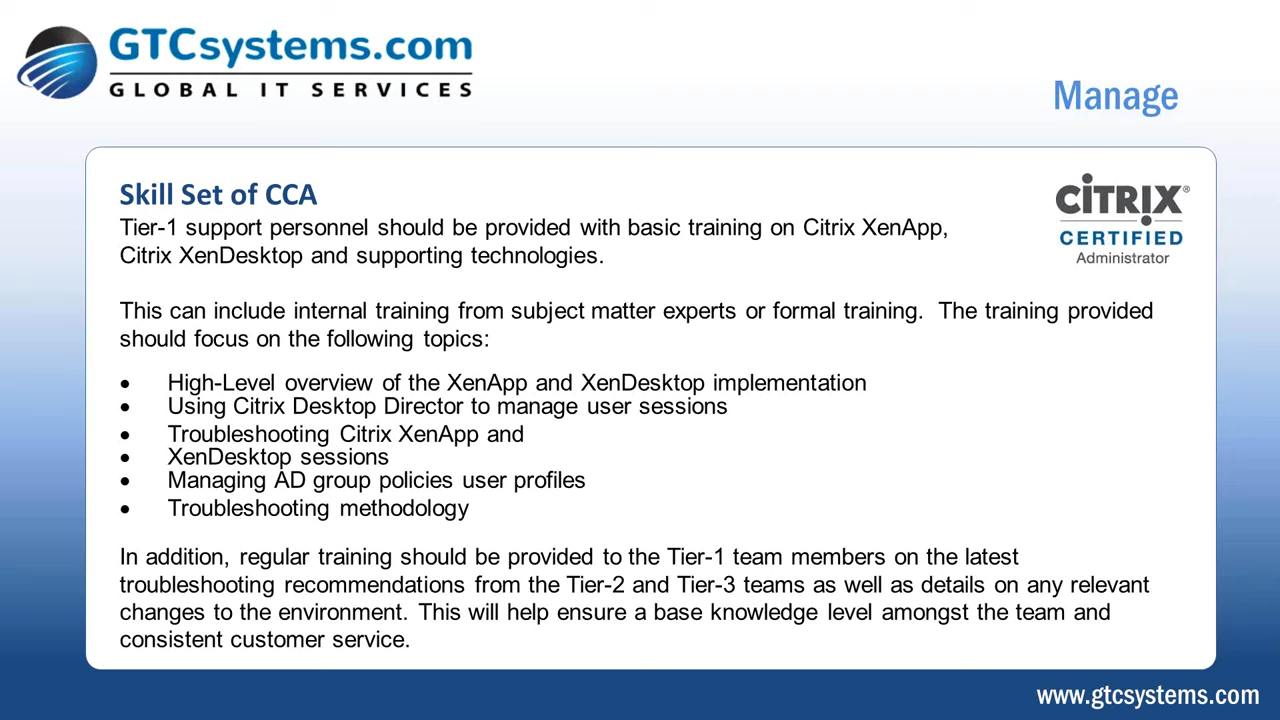 GTCsystems.com
GLOBAL IT SERVICES
Manage
Skill Set of CCA
Tier-1 support personnel should be provided with basic training on Citrix XenApp,
Citrix XenDesktop and supporting technologies.
CiTRIX®
CERTIFIED
Administrator
This can include internal training from subject matter experts or formal training. The training provided
should focus on the following topics:
• High-Level overview of the XenApp and XenDesktop implementation
• Using Citrix Desktop Director to manage user sessions
• Troubleshooting Citrix XenApp and
• XenDesktop sessions
• Managing AD group policies user profiles
• Troubleshooting methodology
In addition, regular training should be provided to the Tier-1 team members on the latest
troubleshooting recommendations from the Tier-2 and Tier-3 teams as well as details on any relevant
changes to the environment. This will help ensure a base knowledge level amongst the team and
consistent customer service.
www.gtcsystems.com